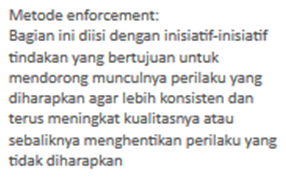 Metode enforcement:
Bagian ini diisi dengan inisiatif-inisiatif
tindakan yang bertujuan untuk
mendorong munculnya perilaku yang
diharapkan agar lebih konsisten dan
terus meningkat kualitasnya atau
sebaliknya menghentikan perilaku yang
tidak diharapkan